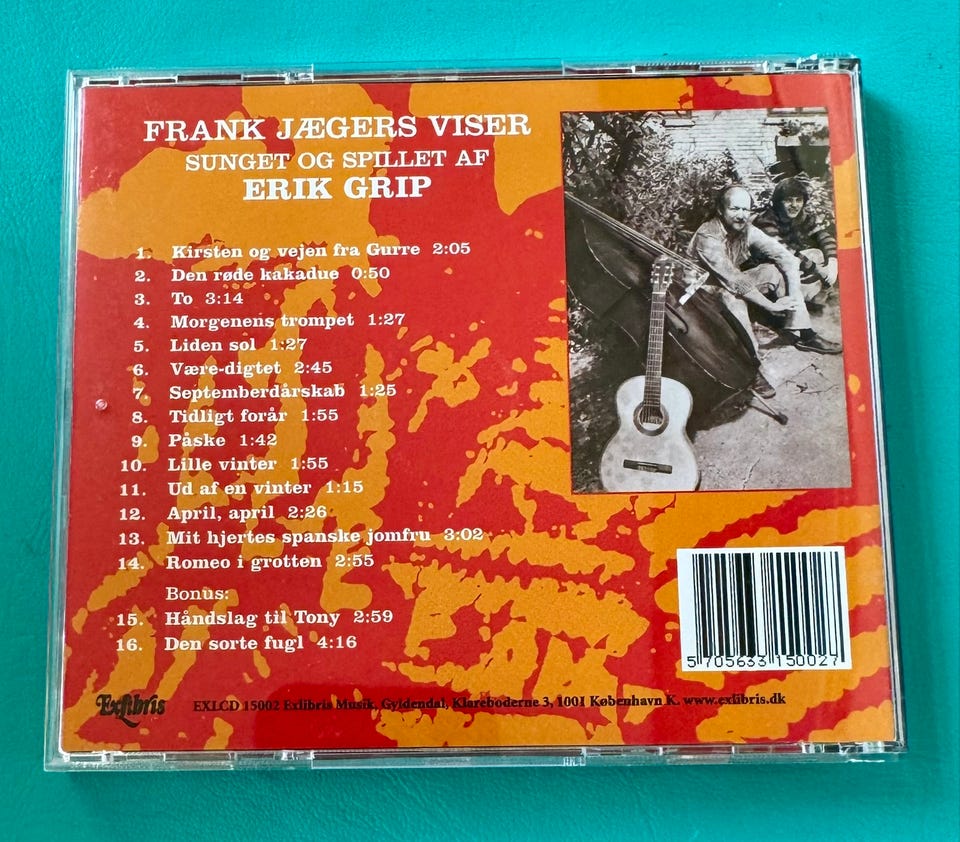 FRANK JÆGERS VISER
SUNGET OG SPILLET AF
ERIK GRIP
1. Kirsten og vejen fra Gurre 2:05
2. Den røde kakadue 0:50
3. To 3:14
4. Morgenens trompet 1:27
5. Liden sol 1:27
6. Være-digtet 2:45
7. Septemberdårskab 1:25
8. Tidligt forår 1:55
9. Påske 1:42
10. Lille vinter 1:55
11. Ud af en vinter 1:15
12. April, april 2:26
13. Mit hjertes spanske jomfru 3:02
14. Romeo i grotten 2:55
Bonus:
15. Håndslag til Tony 2:59
16. Den sorte fugl 4:16
5 705633 150027
Exlibris EXLCD 15002 Exlibris Musik, Gyldendal, Klareboderne 3, 1001 København K. www.exlibris.dk